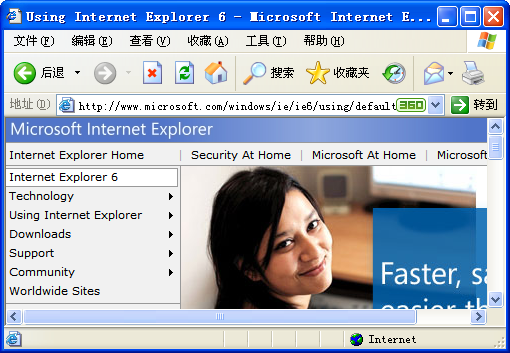 Using Internet Explorer 6 - Microsoft Internet E...
文件(F) 编辑(E) 查看(V) 收藏(A) 工具(T) 帮助(H)
后退 搜索 收藏夹
地址(D) http://www.microsoft.com/windows/ie/ie6/using/default 360 转到
Microsoft Internet Explorer
Internet Explorer Home | Security At Home | Microsoft At Home | Microsoft
Internet Explorer 6
Technology
Using Internet Explorer
Downloads
Support
Community
Worldwide Sites
Faster, sa
easier th
Internet